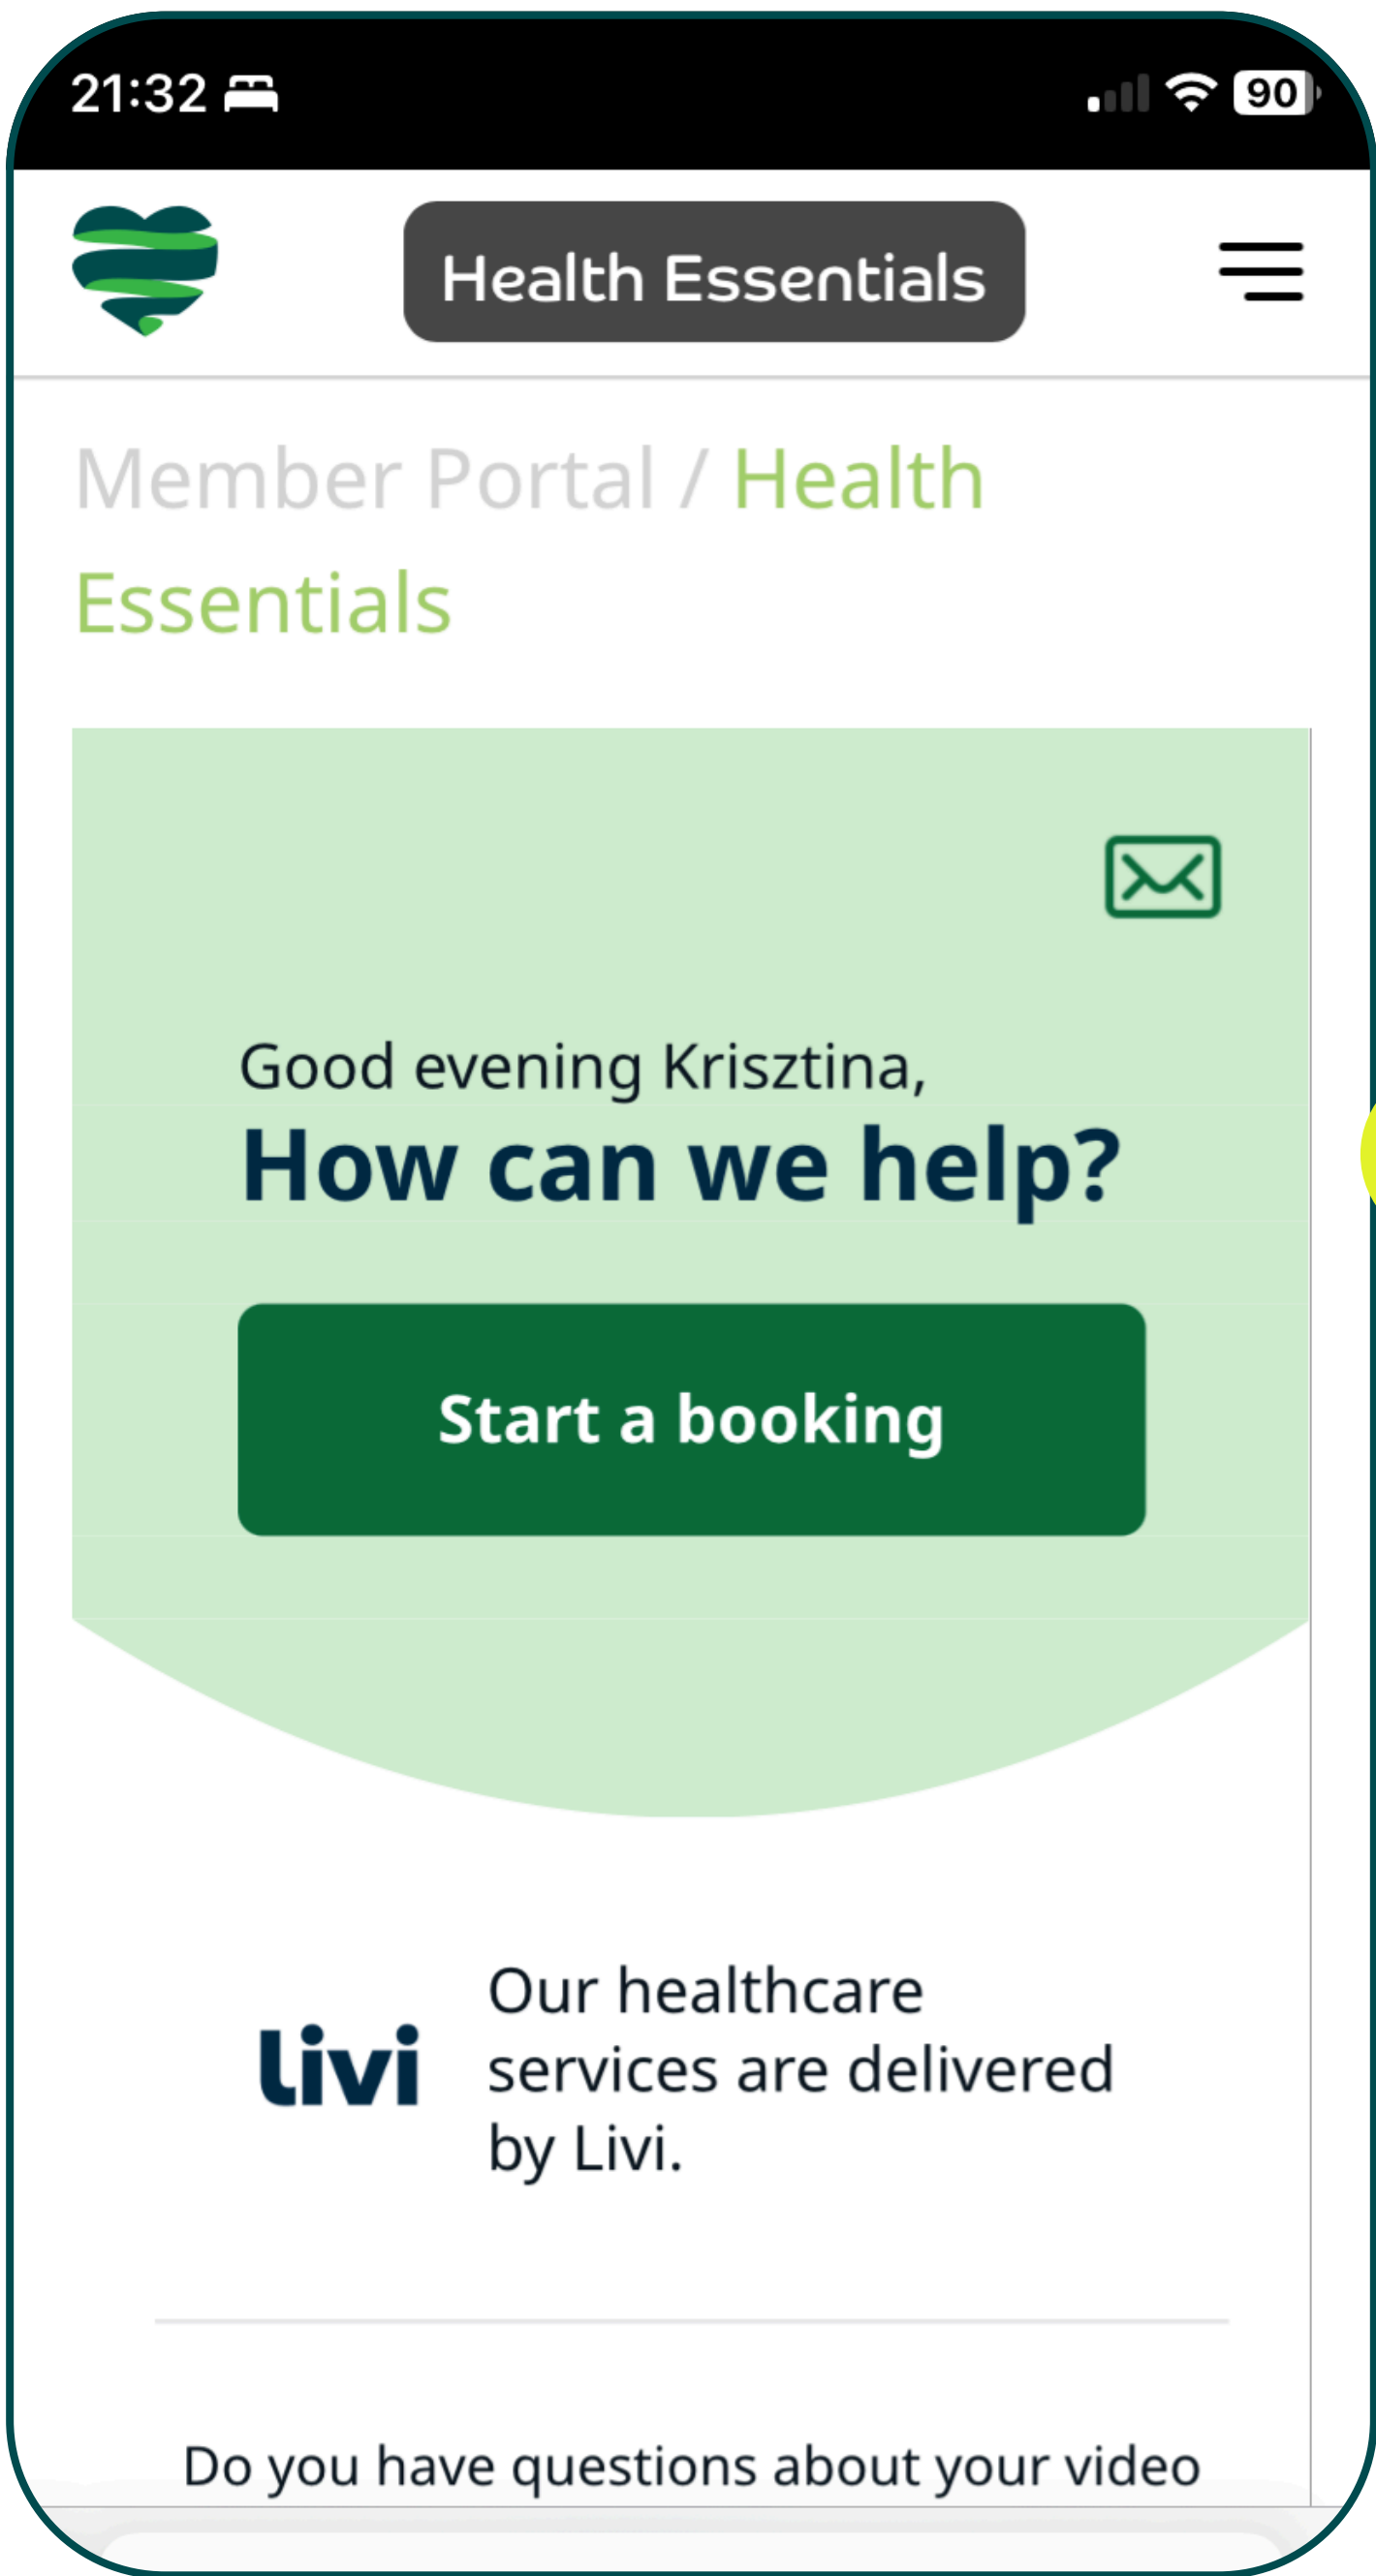 21:32
90
Health Essentials
Member Portal / Health
Essentials
Good evening Krisztina,
How can we help?
Start a booking
livi
Our healthcare
services are delivered
by Livi.
Do you have questions about your video